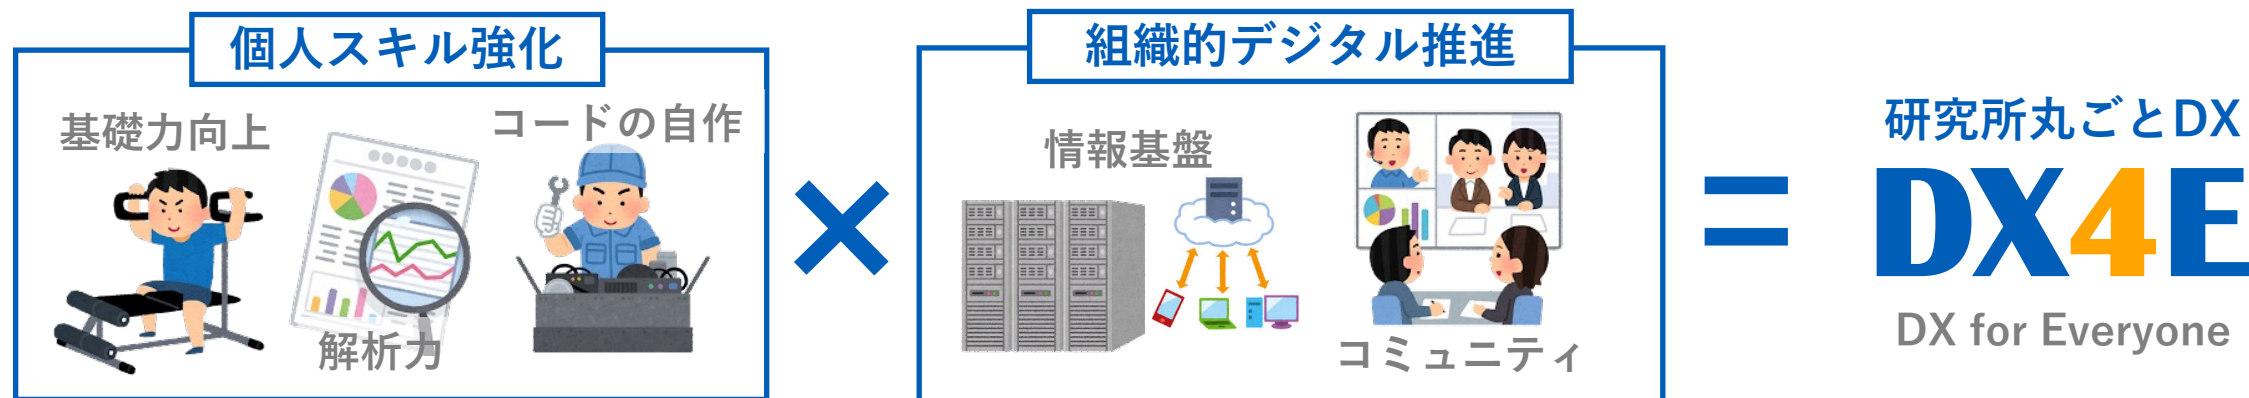 個人スキル強化
基礎力向上
解析力
コードの自作
×
組織的デジタル推進
情報基盤
コミュニティ
=
研究所丸ごとDX
DX4E
DX for Everyone